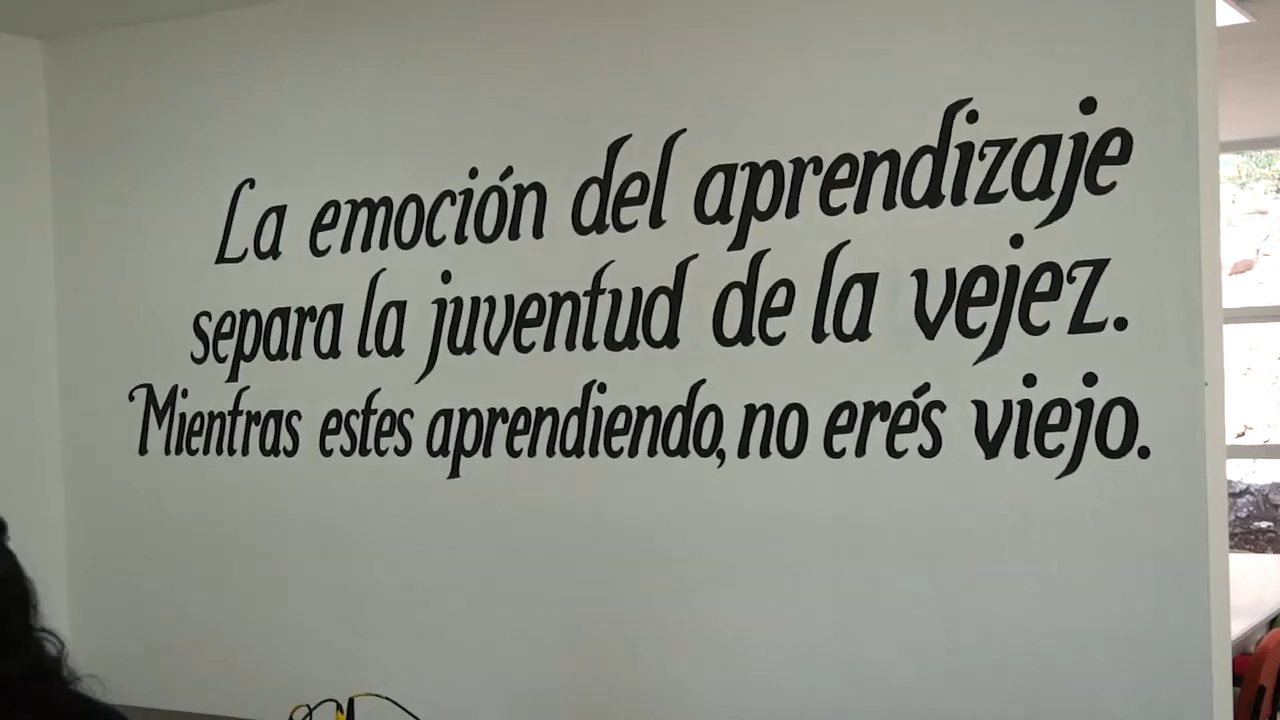 La emoción del aprendizaje
separa la juventud de la vejez.
Mientras estes aprendiendo, no erés viejo.